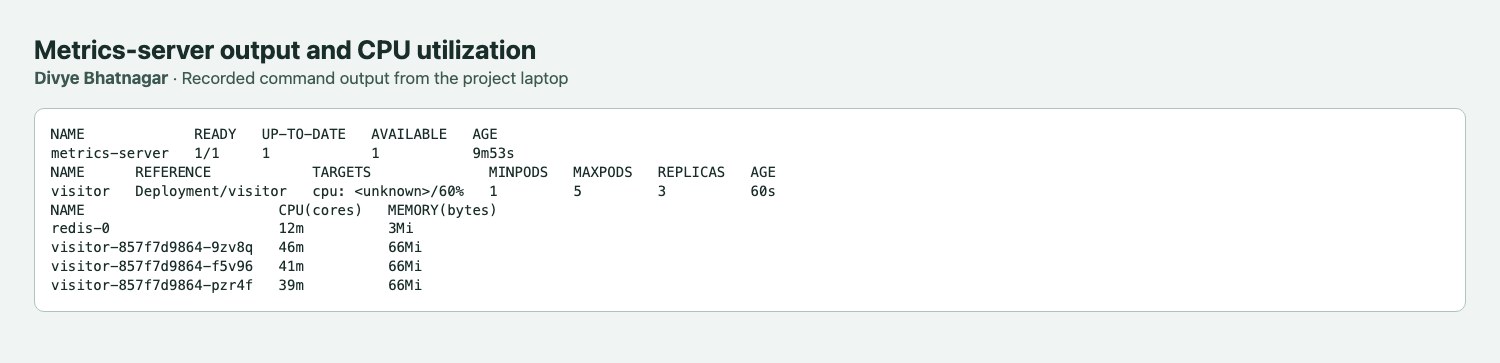 Metrics-server output and CPU utilization
Divye Bhatnagar · Recorded command output from the project laptop
NAME             READY   UP-TO-DATE   AVAILABLE   AGE
metrics-server   1/1     1            1           9m53s
NAME      REFERENCE            TARGETS              MINPODS   MAXPODS   REPLICAS   AGE
visitor   Deployment/visitor   cpu: <unknown>/60%   1         5         3          60s
NAME                       CPU(cores)   MEMORY(bytes)
redis-0                    12m          3Mi
visitor-857f7d9864-9zv8q   46m          66Mi
visitor-857f7d9864-f5v96   41m          66Mi
visitor-857f7d9864-pzr4f   39m          66Mi